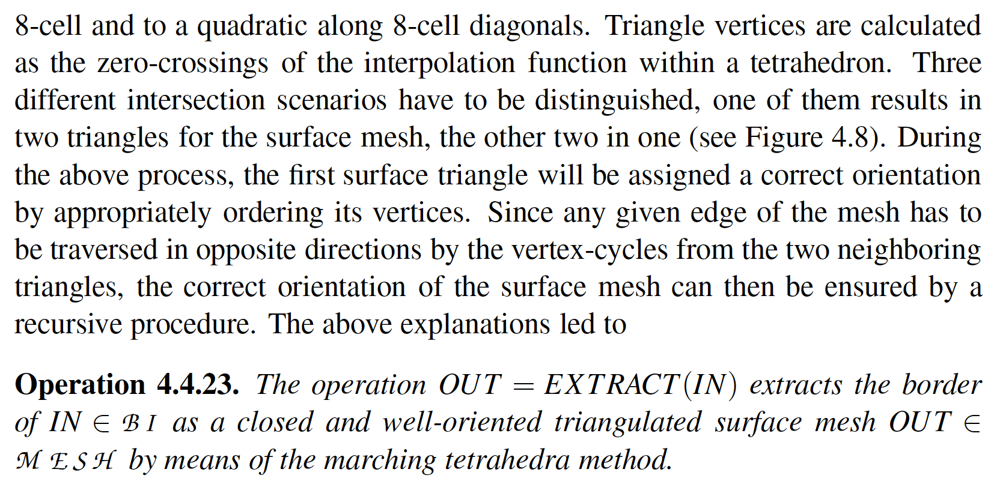 8-cell and to a quadratic along 8-cell diagonals. Triangle vertices are calculated
as the zero-crossings of the interpolation function within a tetrahedron. Three
different intersection scenarios have to be distinguished, one of them results in
two triangles for the surface mesh, the other two in one (see Figure 4.8). During
the above process, the first surface triangle will be assigned a correct orientation
by appropriately ordering its vertices. Since any given edge of the mesh has to
be traversed in opposite directions by the vertex-cycles from the two neighboring
triangles, the correct orientation of the surface mesh can then be ensured by a
recursive procedure. The above explanations led to
Operation 4.4.23. The operation OUT = EXTRACT(IN) extracts the border
of IN ∈ ℬ I as a closed and well-oriented triangulated surface mesh OUT ∈
ℳ ℰ 𝒮 ℋ by means of the marching tetrahedra method.